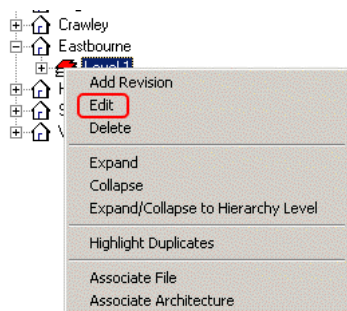 Crawley
Eastbourne
Level 1
Add Revision
Edit
Delete
Expand
Collapse
Expand/Collapse to Hierarchy Level
Highlight Duplicates
Associate File
Associate Architecture